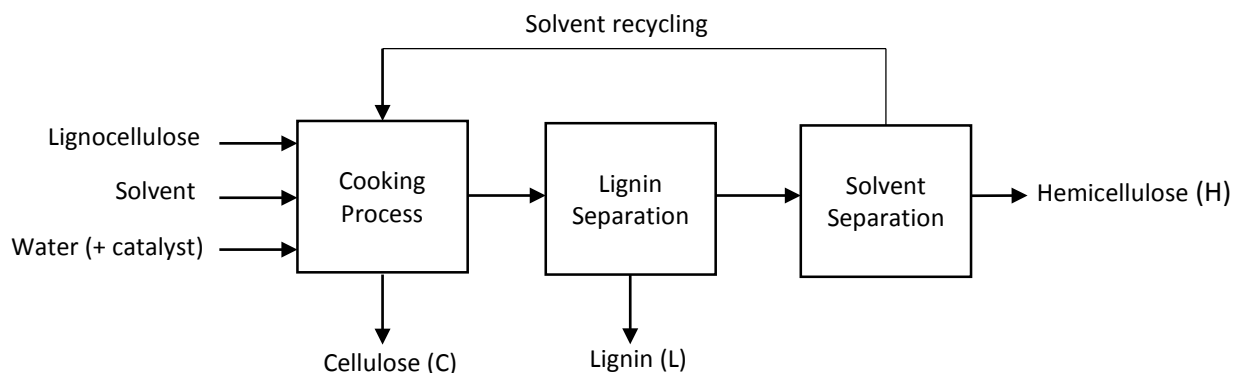 Solvent recycling
Lignocellulose
Solvent
Water (+ catalyst)
Cooking
Process
Lignin
Separation
Solvent
Separation
Hemicellulose (H)
Cellulose (C)
Lignin (L)